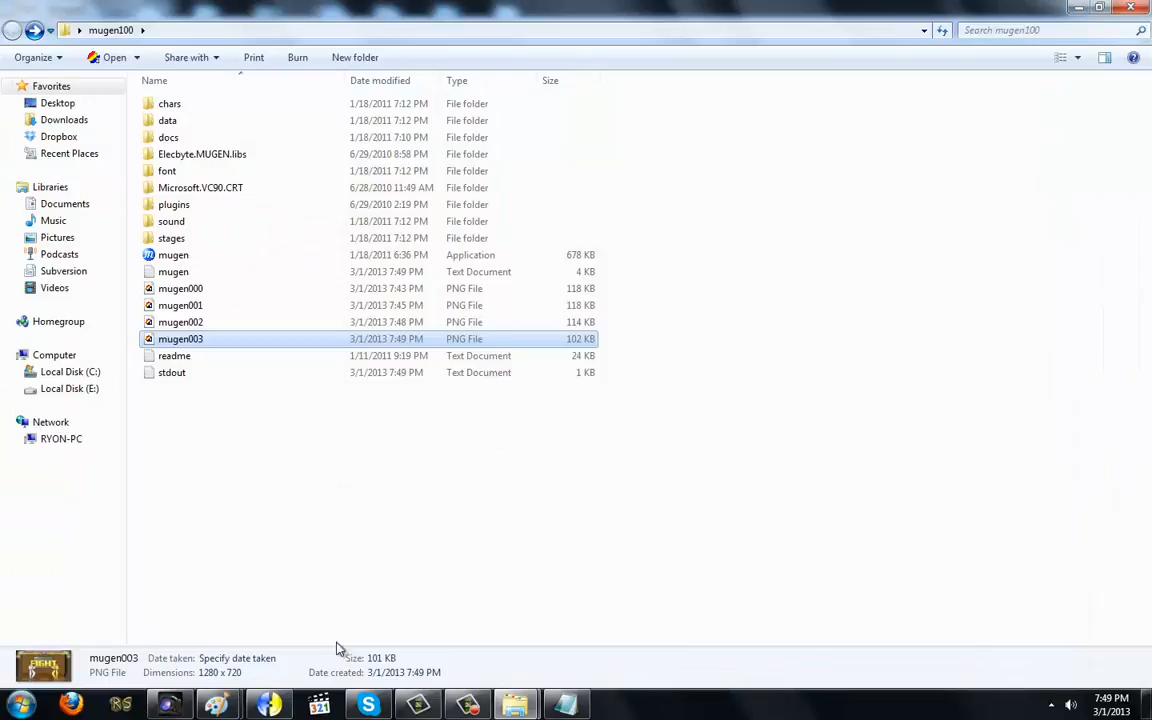 mugen100
Search mugen100
Organize Open Share with Print Burn New folder
Name Date modified Type Size
Favorites
Desktop
Downloads
Dropbox
Recent Places
Libraries
Documents
Music
Pictures
Podcasts
Subversion
Videos
Homegroup
Computer
Local Disk (C:)
Local Disk (E:)
Network
RYON-PC
chars 1/18/2011 7:12 PM File folder
data 1/18/2011 7:12 PM File folder
docs 1/18/2011 7:10 PM File folder
Elecbyte.MUGEN.libs 6/29/2010 8:58 PM File folder
font 1/18/2011 7:12 PM File folder
Microsoft.VC90.CRT 6/28/2010 11:49 AM File folder
plugins 6/29/2010 2:19 PM File folder
sound 1/18/2011 7:12 PM File folder
stages 1/18/2011 7:12 PM File folder
mugen 1/18/2011 6:36 PM Application 678 KB
mugen 3/1/2013 7:49 PM Text Document 4 KB
mugen000 3/1/2013 7:43 PM PNG File 118 KB
mugen001 3/1/2013 7:45 PM PNG File 118 KB
mugen002 3/1/2013 7:48 PM PNG File 114 KB
mugen003 3/1/2013 7:49 PM PNG File 102 KB
readme 1/11/2011 9:19 PM Text Document 24 KB
stdout 3/1/2013 7:49 PM Text Document 1 KB
FIGHT
mugen003 Date taken: Specify date taken Size: 101 KB
PNG File Dimensions: 1280 x 720 Date created: 3/1/2013 7:49 PM
RS
321
7:49 PM
3/1/2013